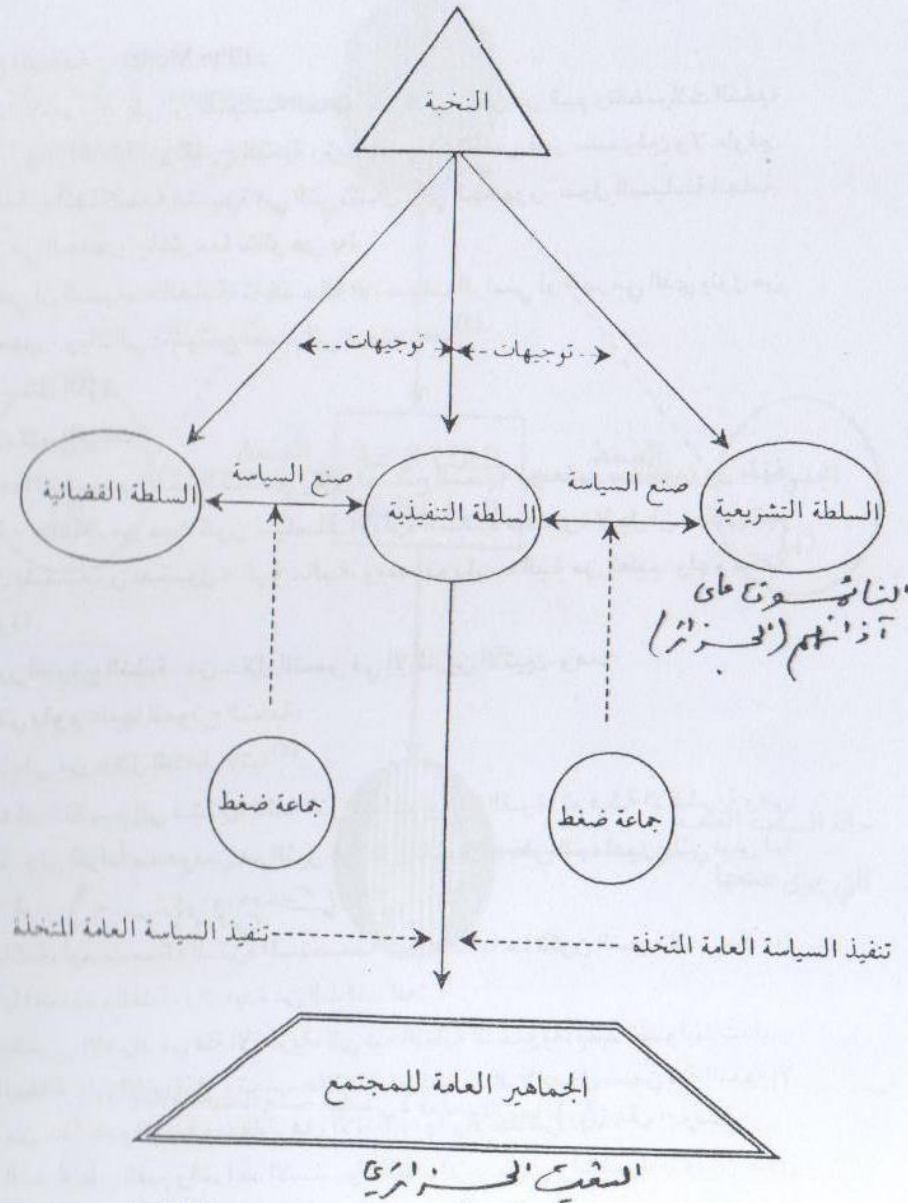 النخبة
توجيهات
توجيهات
السلطة التشريعية
صنع السياسة
السلطة التنفيذية
صنع السياسة
السلطة القضائية
على
آذانهم (الجزائر)
جماعة ضغط
جماعة ضغط
تنفيذ السياسة العامة المتخذة
تنفيذ السياسة العامة المتخذة
الجماهير العامة للمجتمع
الشعب الجزائري